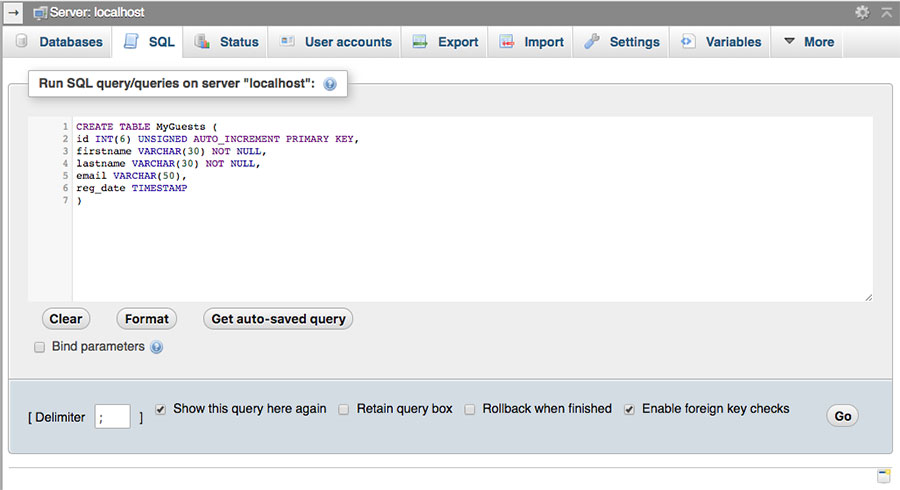 Server: localhost
Databases SQL Status User accounts Export Import Settings Variables More
Run SQL query/queries on server "localhost":
1 CREATE TABLE MyGuests (
2 id INT(6) UNSIGNED AUTO_INCREMENT PRIMARY KEY,
3 firstname VARCHAR(30) NOT NULL,
4 lastname VARCHAR(30) NOT NULL,
5 email VARCHAR(50),
6 reg_date TIMESTAMP
7 )
Clear Format Get auto-saved query
Bind parameters
[ Delimiter ; ] Show this query here again Retain query box Rollback when finished Enable foreign key checks Go